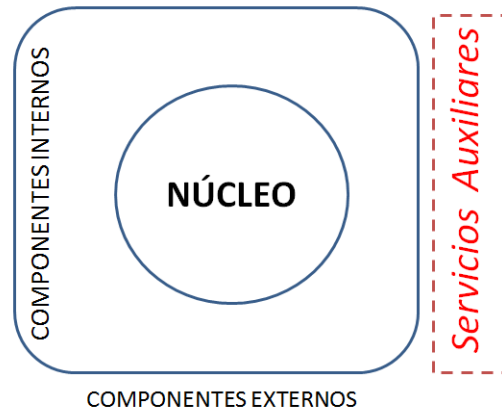 COMPONENTES INTERNOS
NÚCLEO
Servicios Auxiliares
COMPONENTES EXTERNOS